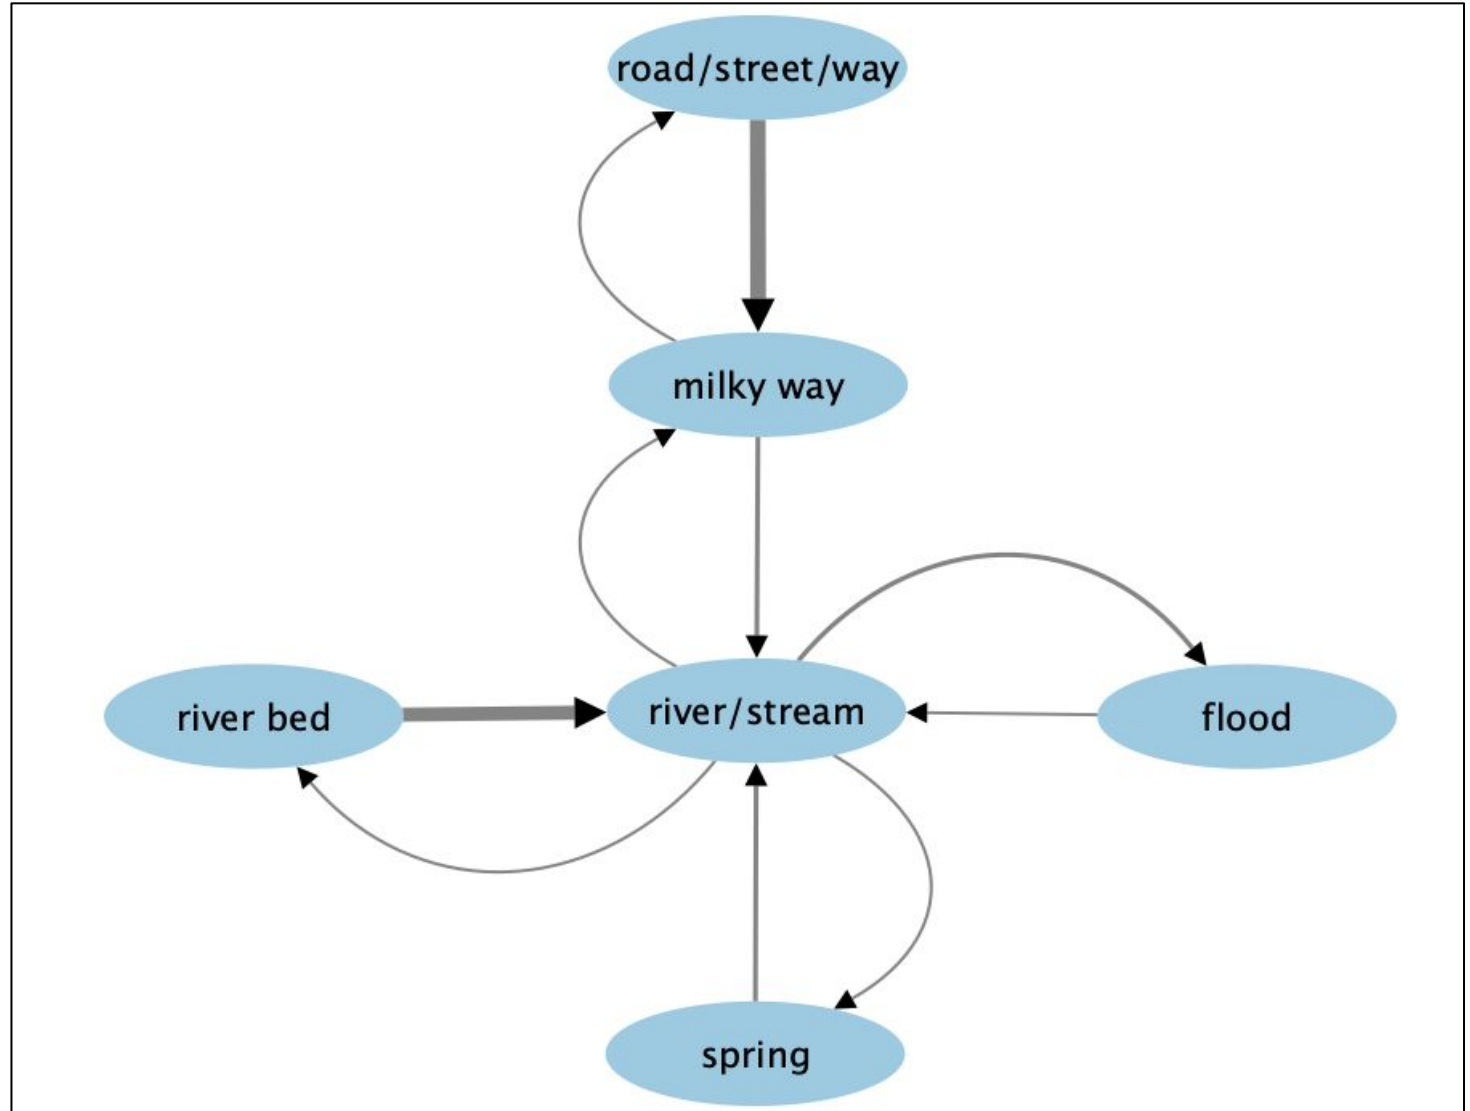 road/street/way
milky way
river bed
river/stream
flood
spring